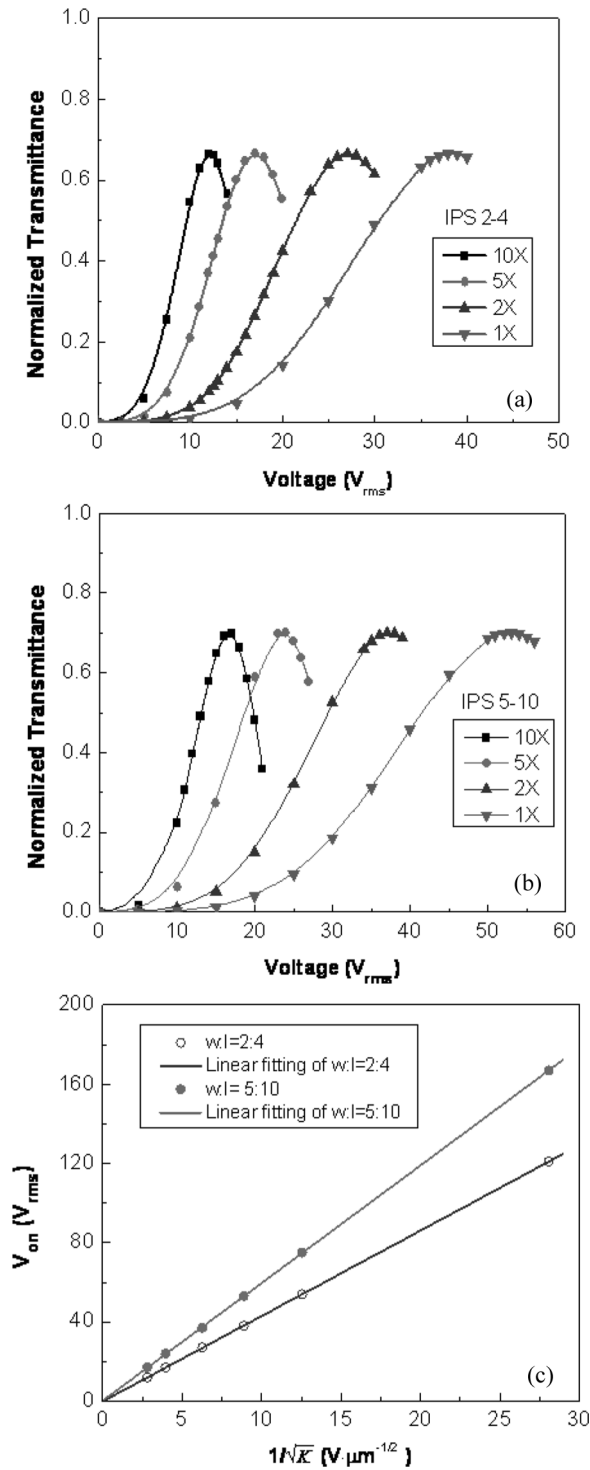 1.0
0.8
0.6
0.4
0.2
0.0
Normalized Transmittance
IPS 2-4
10X
5X
2X
1X
(a)
0 10 20 30 40 50
Voltage (Vrms)
1.0
0.8
0.6
0.4
0.2
0.0
Normalized Transmittance
IPS 5-10
10X
5X
2X
1X
(b)
0 10 20 30 40 50 60
Voltage (Vrms)
200
160
120
80
40
0
Von (Vrms)
w:l=2:4
Linear fitting of w:l=2:4
w:l= 5:10
Linear fitting of w:l=5:10
(c)
0 5 10 15 20 25 30
1/√K (V·μm-1/2)